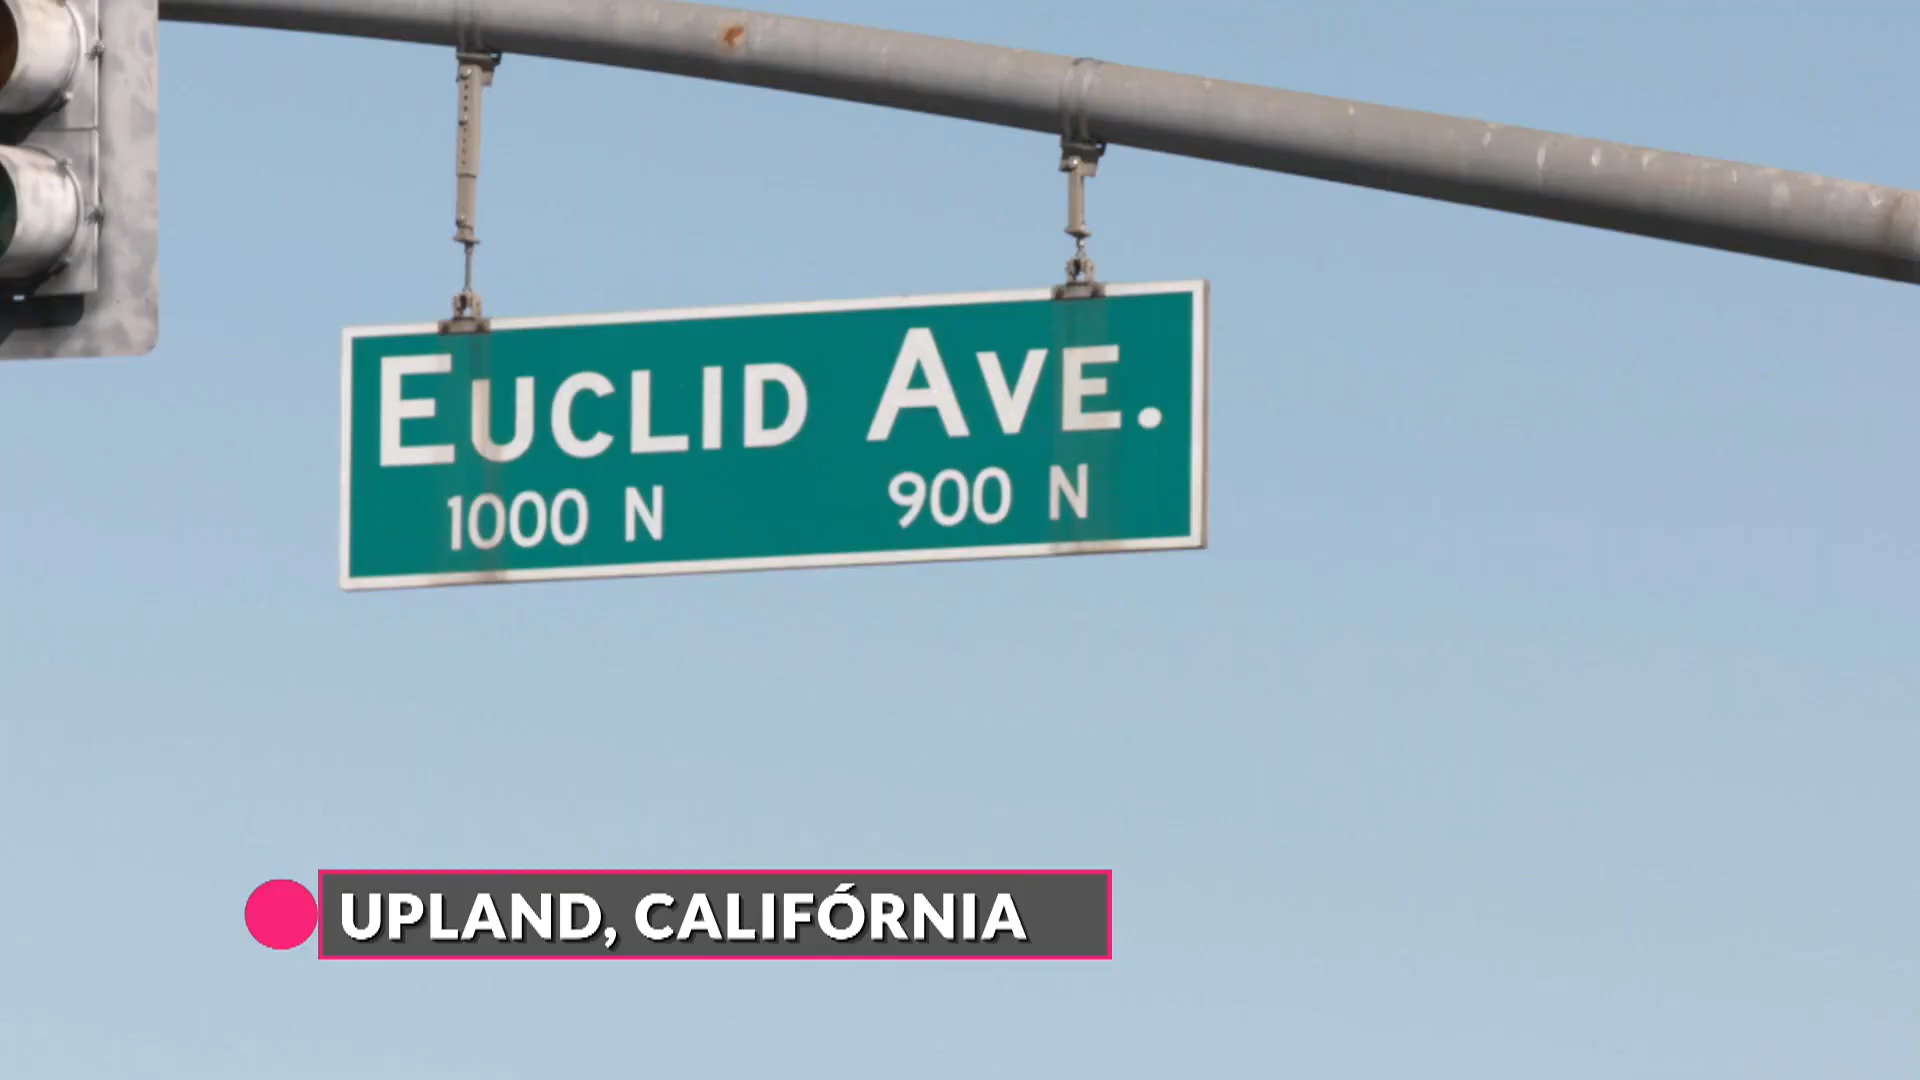 EUCLID AVE.
1000 N 900 N
UPLAND, CALIFÓRNIA